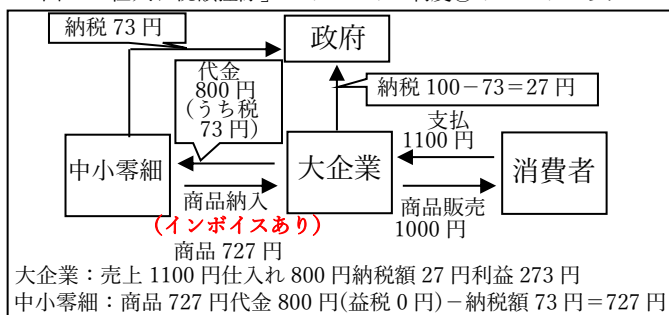 納税 73 円
政府
代金
800 円
(うち税
73 円)
納税 100－73＝27 円
支払
1100 円
中小零細
大企業
消費者
商品納入
(インボイスあり)
商品 727 円
商品販売
1000 円
大企業：売上 1100 円仕入れ 800 円納税額 27 円利益 273 円
中小零細：商品 727 円代金 800 円(益税 0 円)－納税額 73 円＝727 円